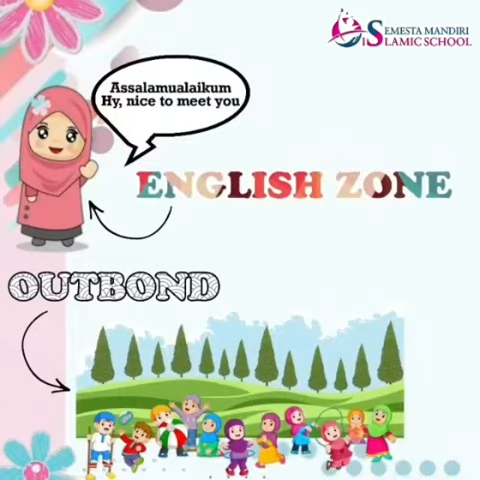 SEMESTA MANDIRI
ISLAMIC SCHOOL
Assalamualaikum
Hy, nice to meet you
ENGLISH ZONE
OUTBOND